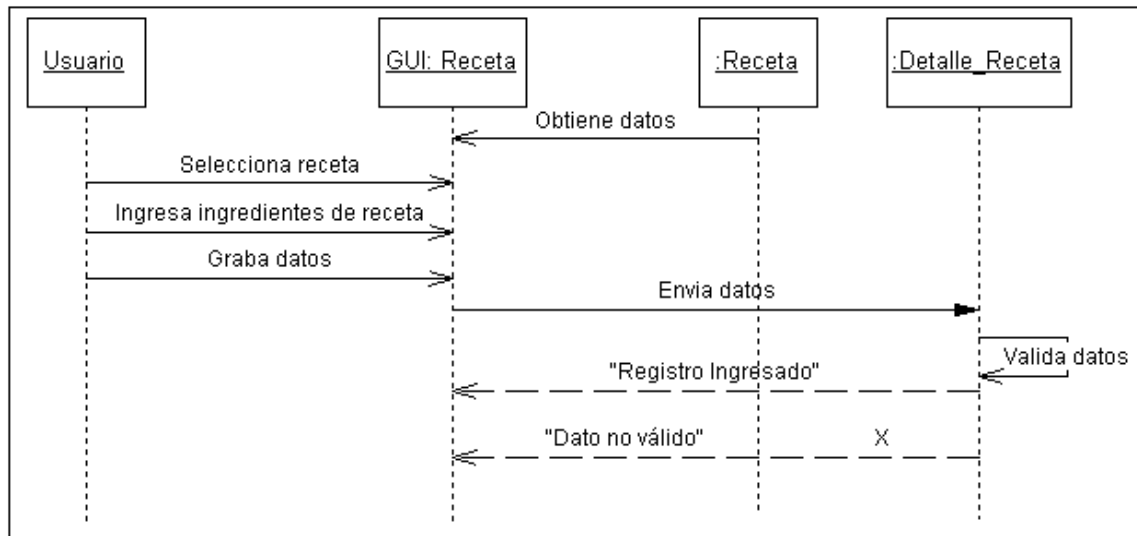 Usuario
GUI: Receta
:Receta
:Detalle_Receta
Obtiene datos
Selecciona receta
Ingresa ingredientes de receta
Graba datos
Envia datos
Valida datos
"Registro Ingresado"
"Dato no válido"
X